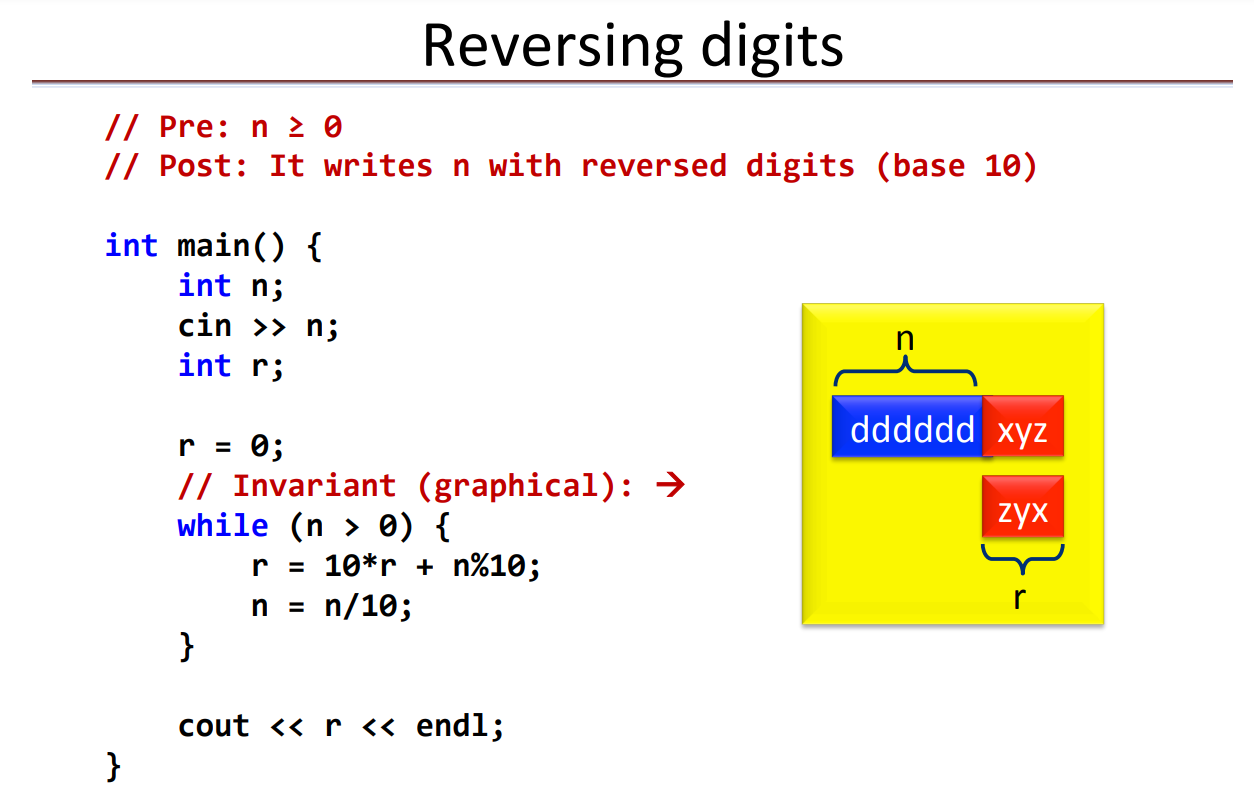 Reversing digits
// Pre: n ≥ 0
// Post: It writes n with reversed digits (base 10)
int main() {
    int n;
    cin >> n;
    int r;
    r = 0;
    // Invariant (graphical): →
    while (n > 0) {
        r = 10*r + n%10;
        n = n/10;
    }
    cout << r << endl;
}
n
dddddd xyz
zyx
r